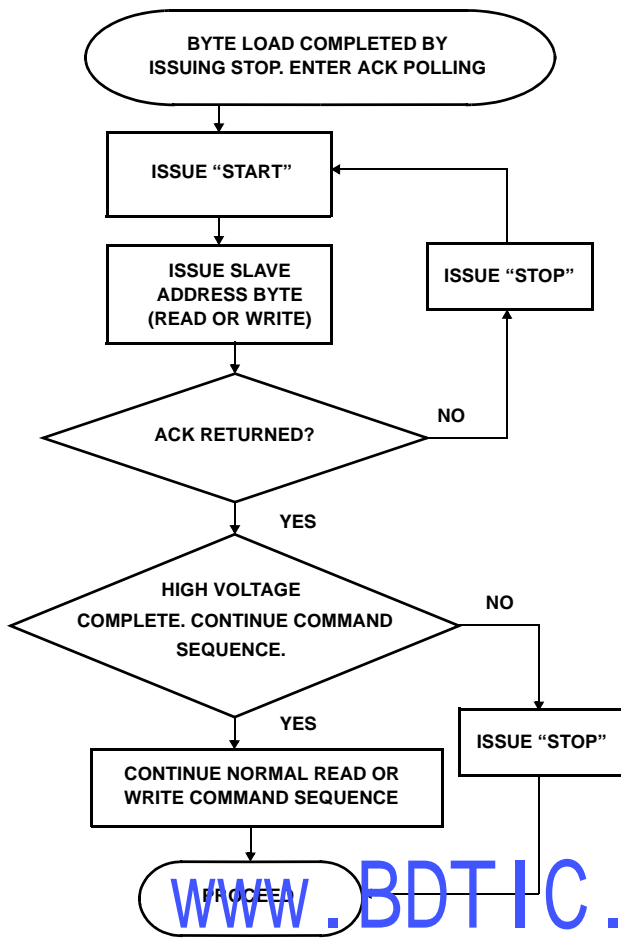 BYTE LOAD COMPLETED BY
ISSUING STOP. ENTER ACK POLLING
ISSUE “START”
ISSUE SLAVE
ADDRESS BYTE
(READ OR WRITE)
ISSUE “STOP”
ACK RETURNED?
NO
YES
HIGH VOLTAGE
COMPLETE. CONTINUE COMMAND
SEQUENCE.
NO
YES
ISSUE “STOP”
CONTINUE NORMAL READ OR
WRITE COMMAND SEQUENCE
PROCEED
www.BDTIC.